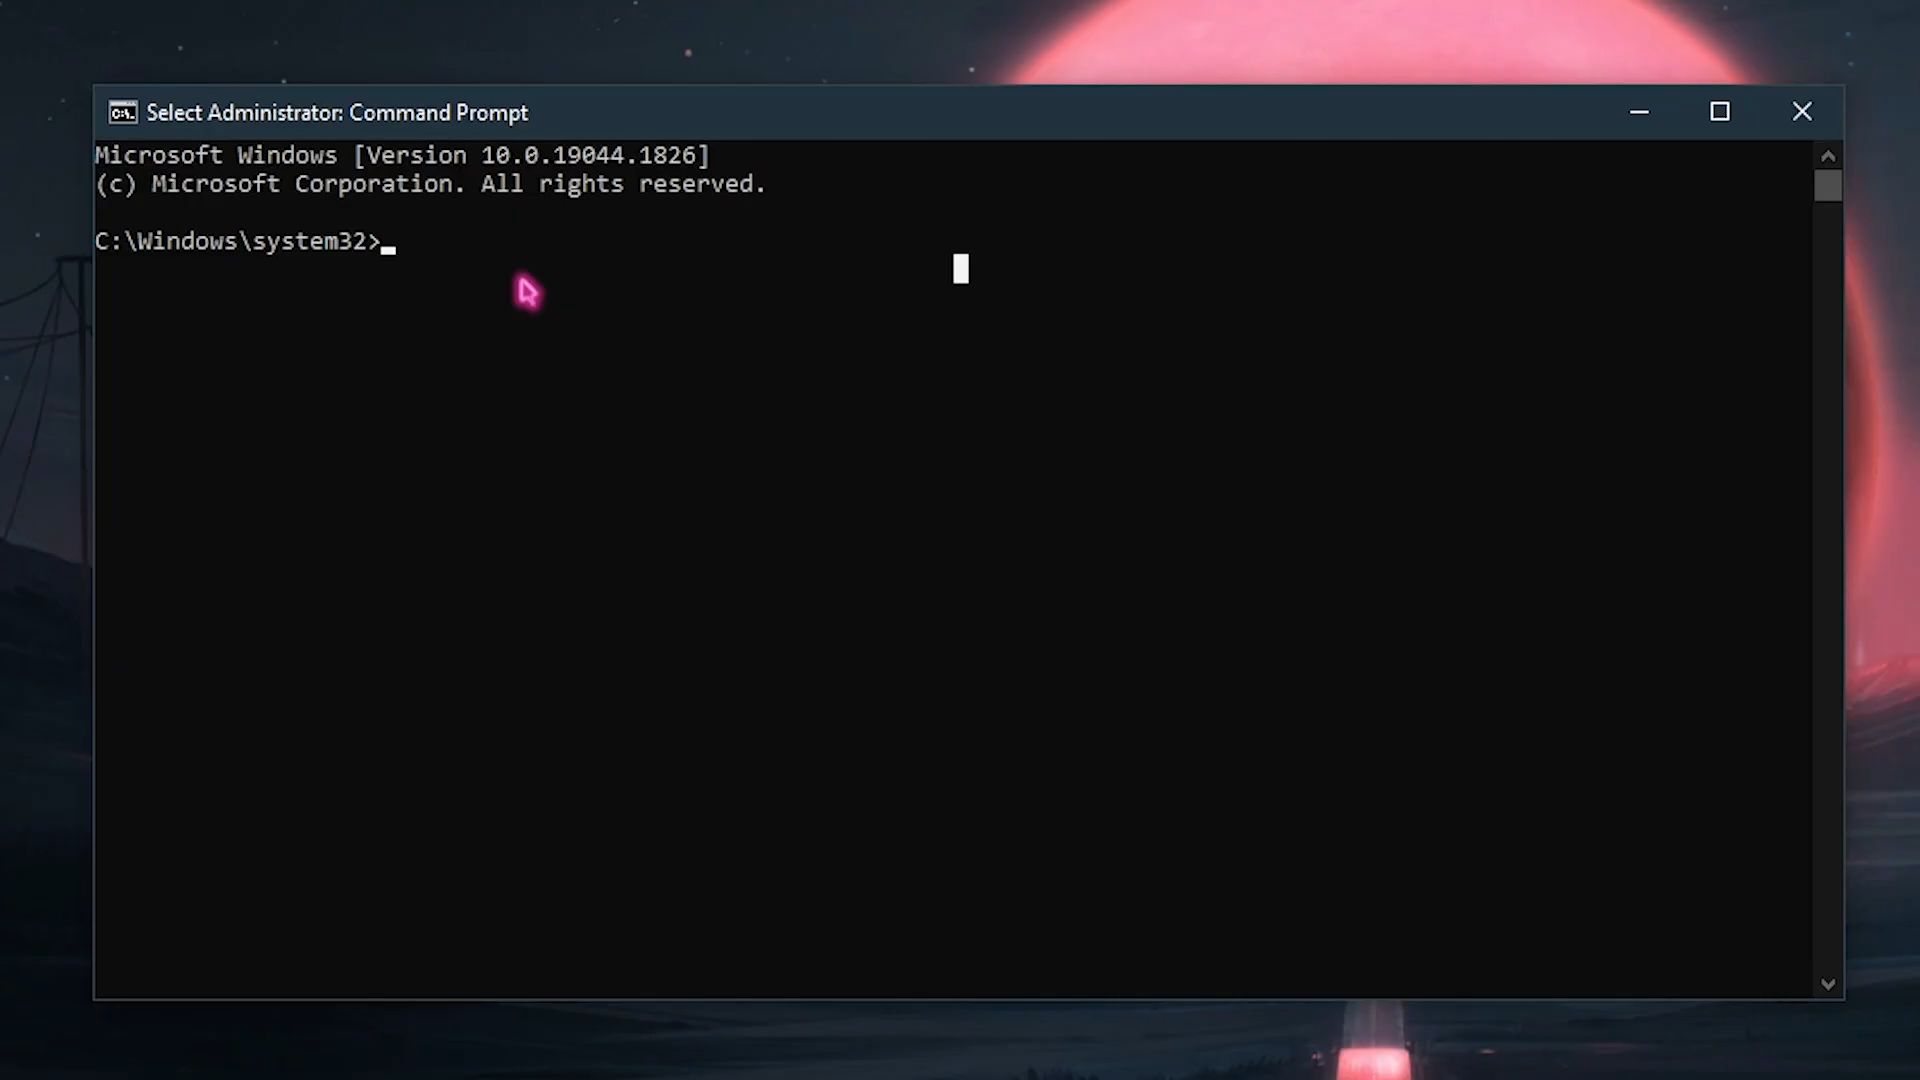 Select Administrator: Command Prompt
Microsoft Windows [Version 10.0.19044.1826]
(c) Microsoft Corporation. All rights reserved.
C:\Windows\system32>